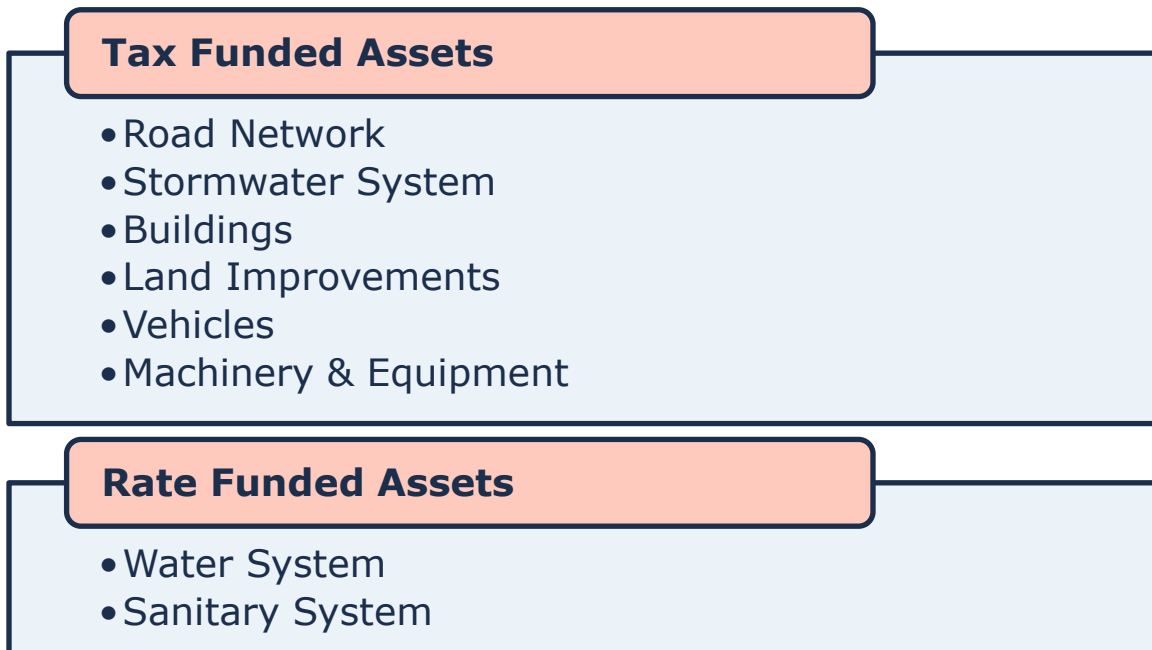 Tax Funded Assets
•Road Network
•Stormwater System
•Buildings
•Land Improvements
•Vehicles
•Machinery & Equipment
Rate Funded Assets
•Water System
•Sanitary System